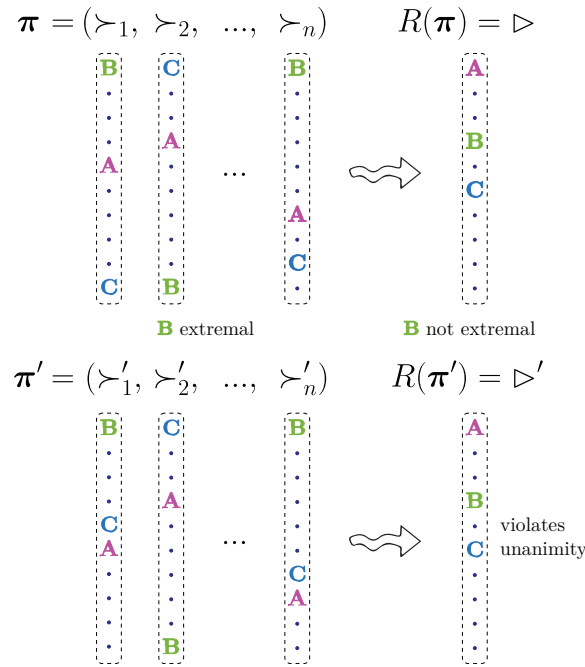 π = (≻₁, ≻₂, ..., ≻ₙ) R(π) = ▷
B C B A
A B
A C
... A
C
C B
B extremal B not extremal
π′ = (≻′₁, ≻′₂, ..., ≻′ₙ) R(π′) = ▷′
B C B A
A B
C violates
A ... C unanimity
C
A
B